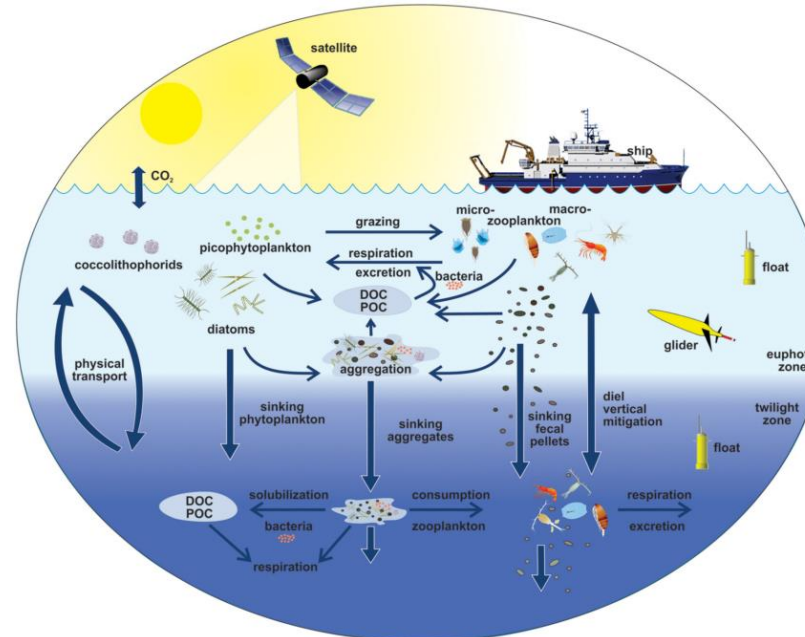 satellite
ship
CO₂
grazing
micro-
macro-
zooplankton
picophytoplankton
coccolithophorids
respiration
excretion
bacteria
float
DOC
POC
diatoms
glider
aggregation
physical
transport
euphotic
zone
twilight
zone
sinking
phytoplankton
sinking
aggregates
sinking
fecal
pellets
diel
vertical
mitigation
float
DOC
POC
solubilization
bacteria
consumption
zooplankton
respiration
excretion
respiration